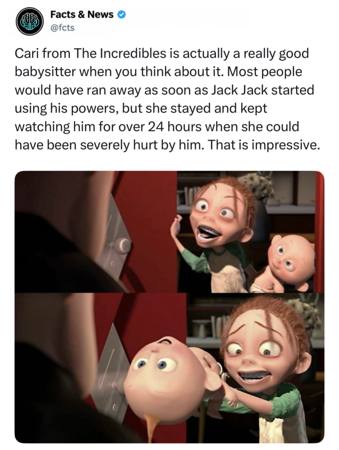 Facts & News
@fcts
Cari from The Incredibles is actually a really good
babysitter when you think about it. Most people
would have ran away as soon as Jack Jack started
using his powers, but she stayed and kept
watching him for over 24 hours when she could
have been severely hurt by him. That is impressive.